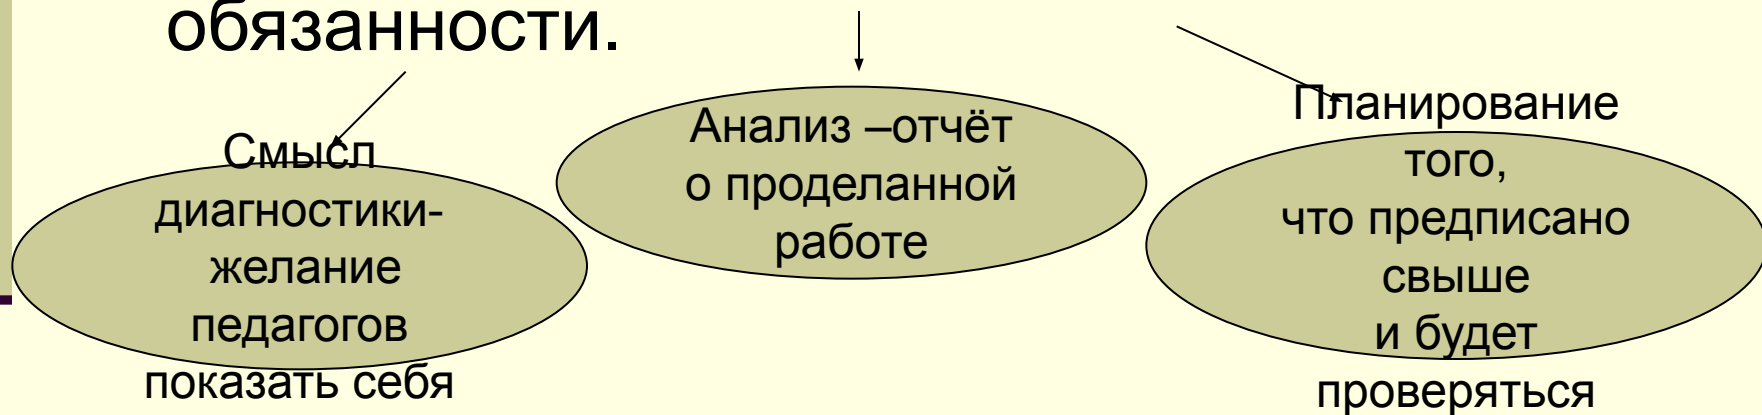 обязанности.
Смысл
диагностики-
желание
педагогов
показать себя
Анализ –отчёт
о проделанной
работе
Планирование
того,
что предписано
свыше
и будет
проверяться